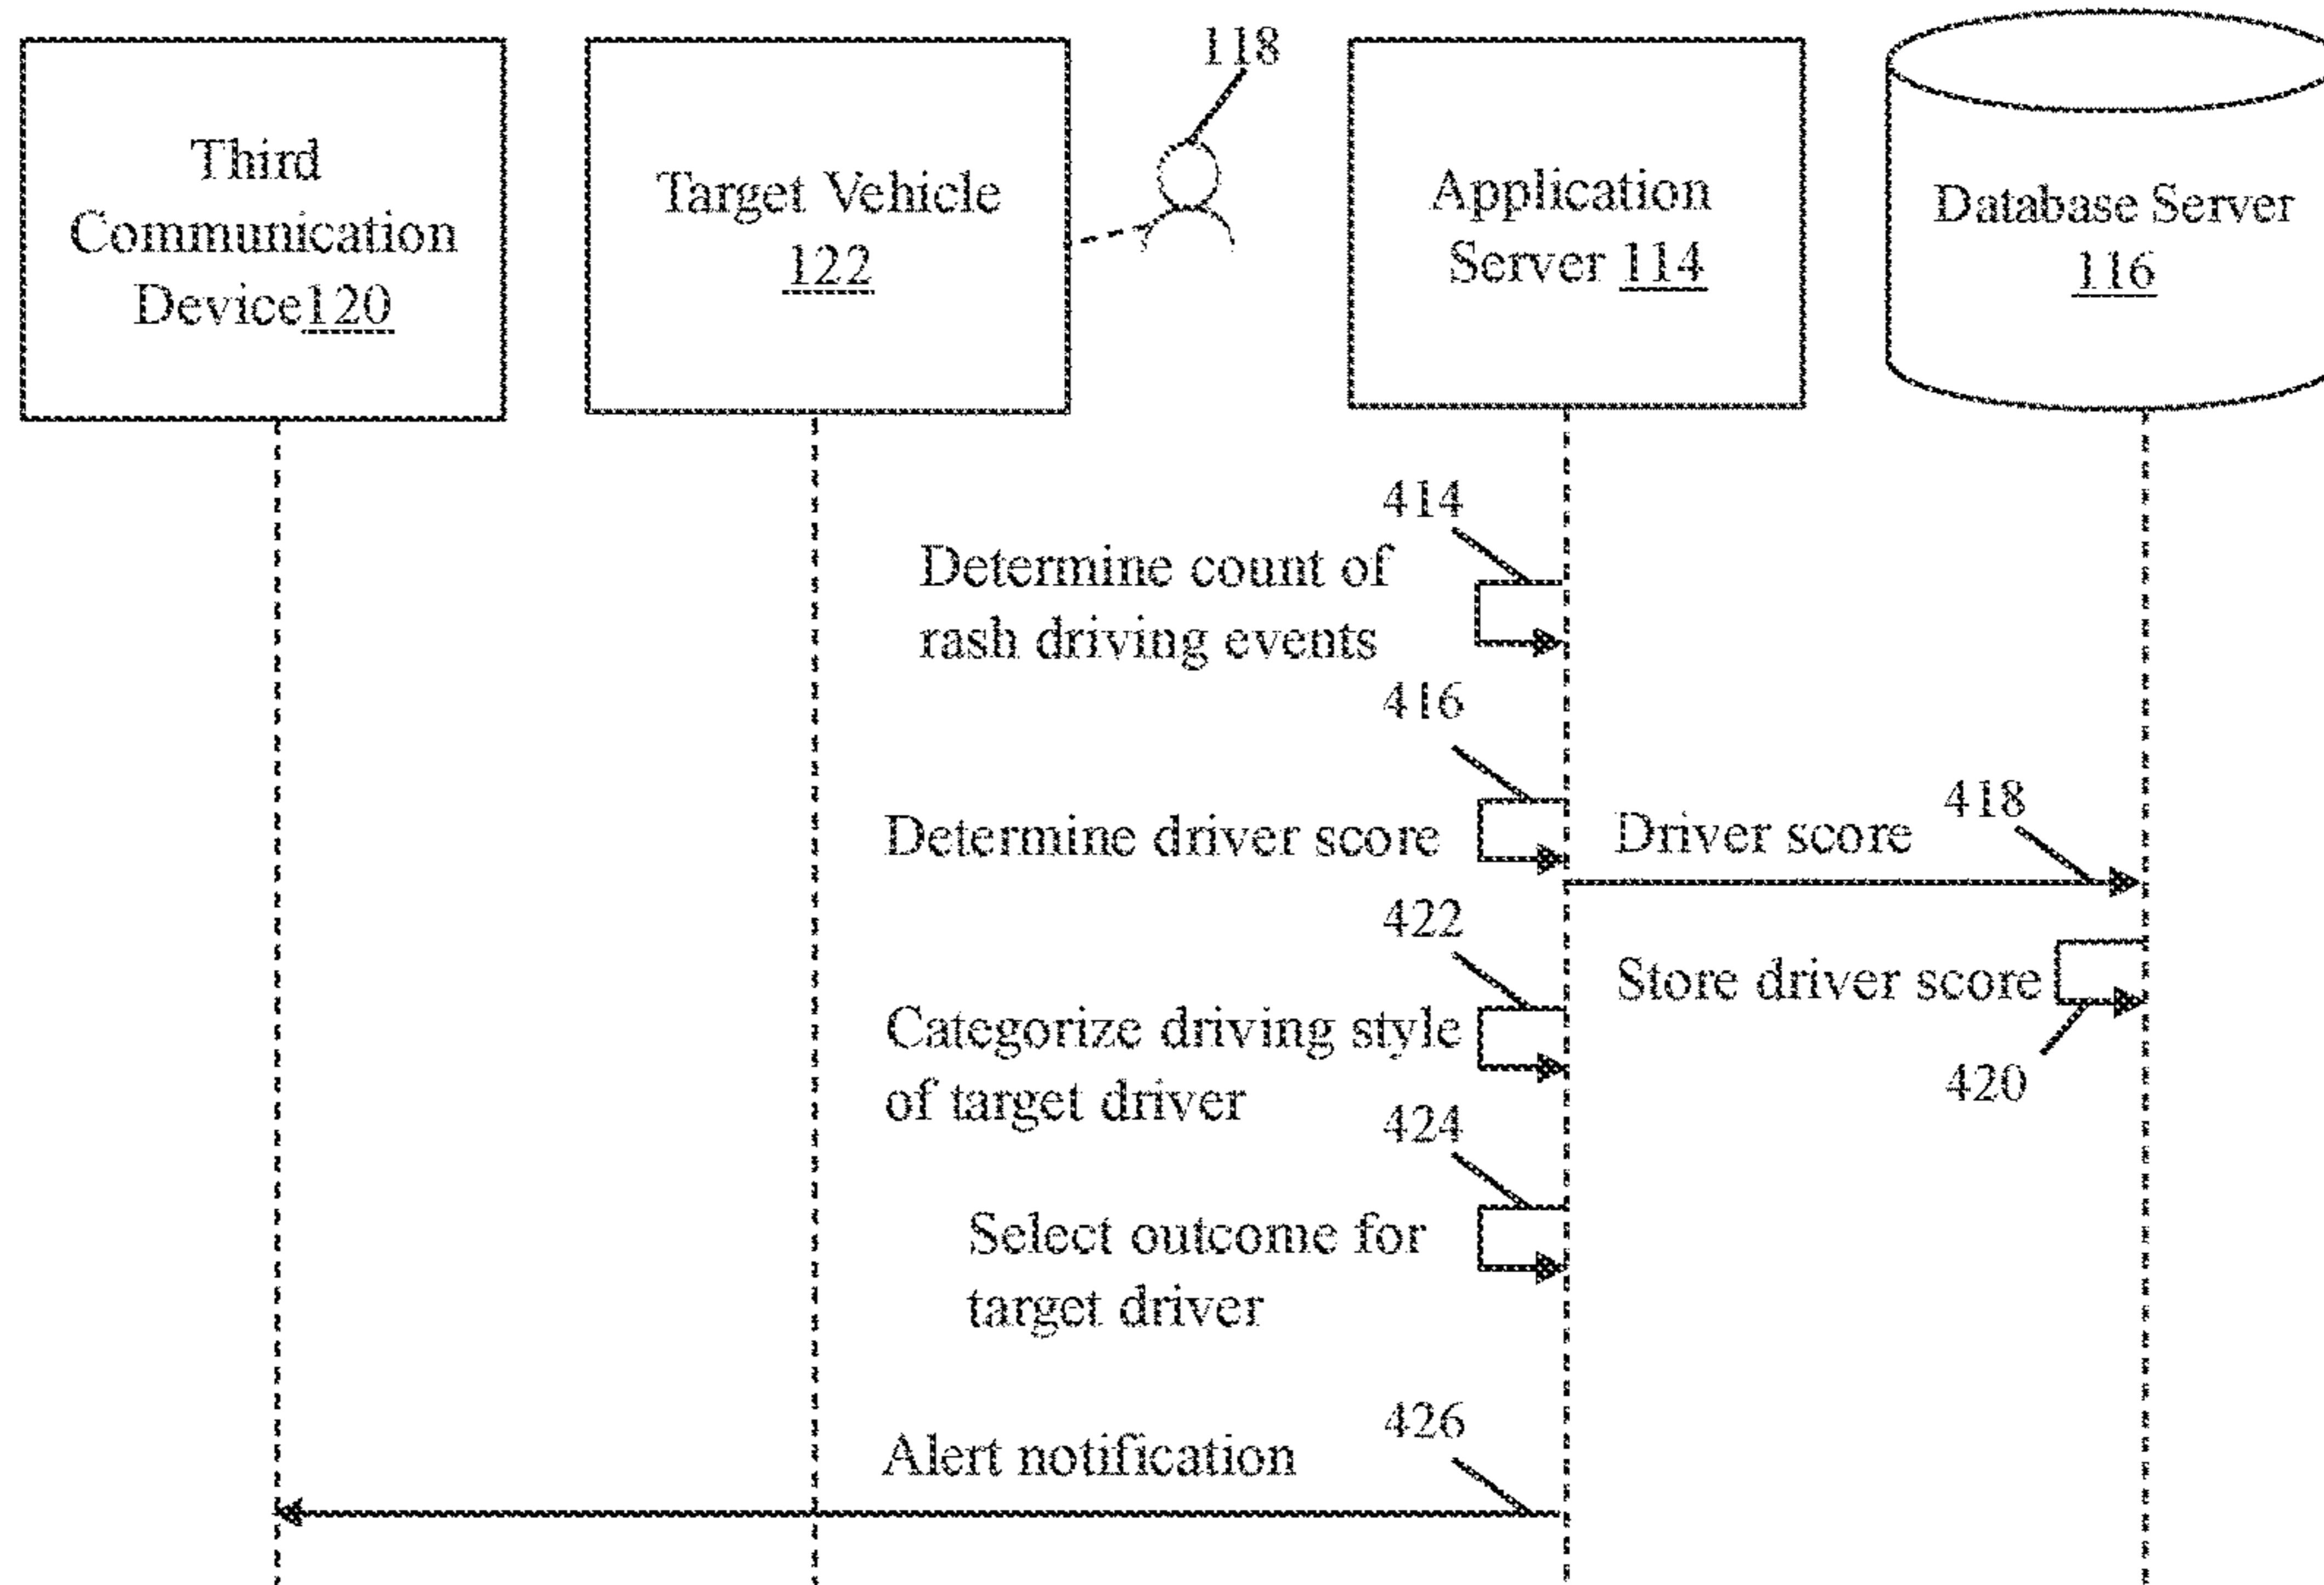 118
Third
Communication
Device120
Target Vehicle
122
Application
Server 114
Database Server
116
414
Determine count of
rash driving events
416
Determine driver score
Driver score
418
422
Store driver score
Categorize driving style
of target driver
420
424
Select outcome for
target driver
426
Alert notification